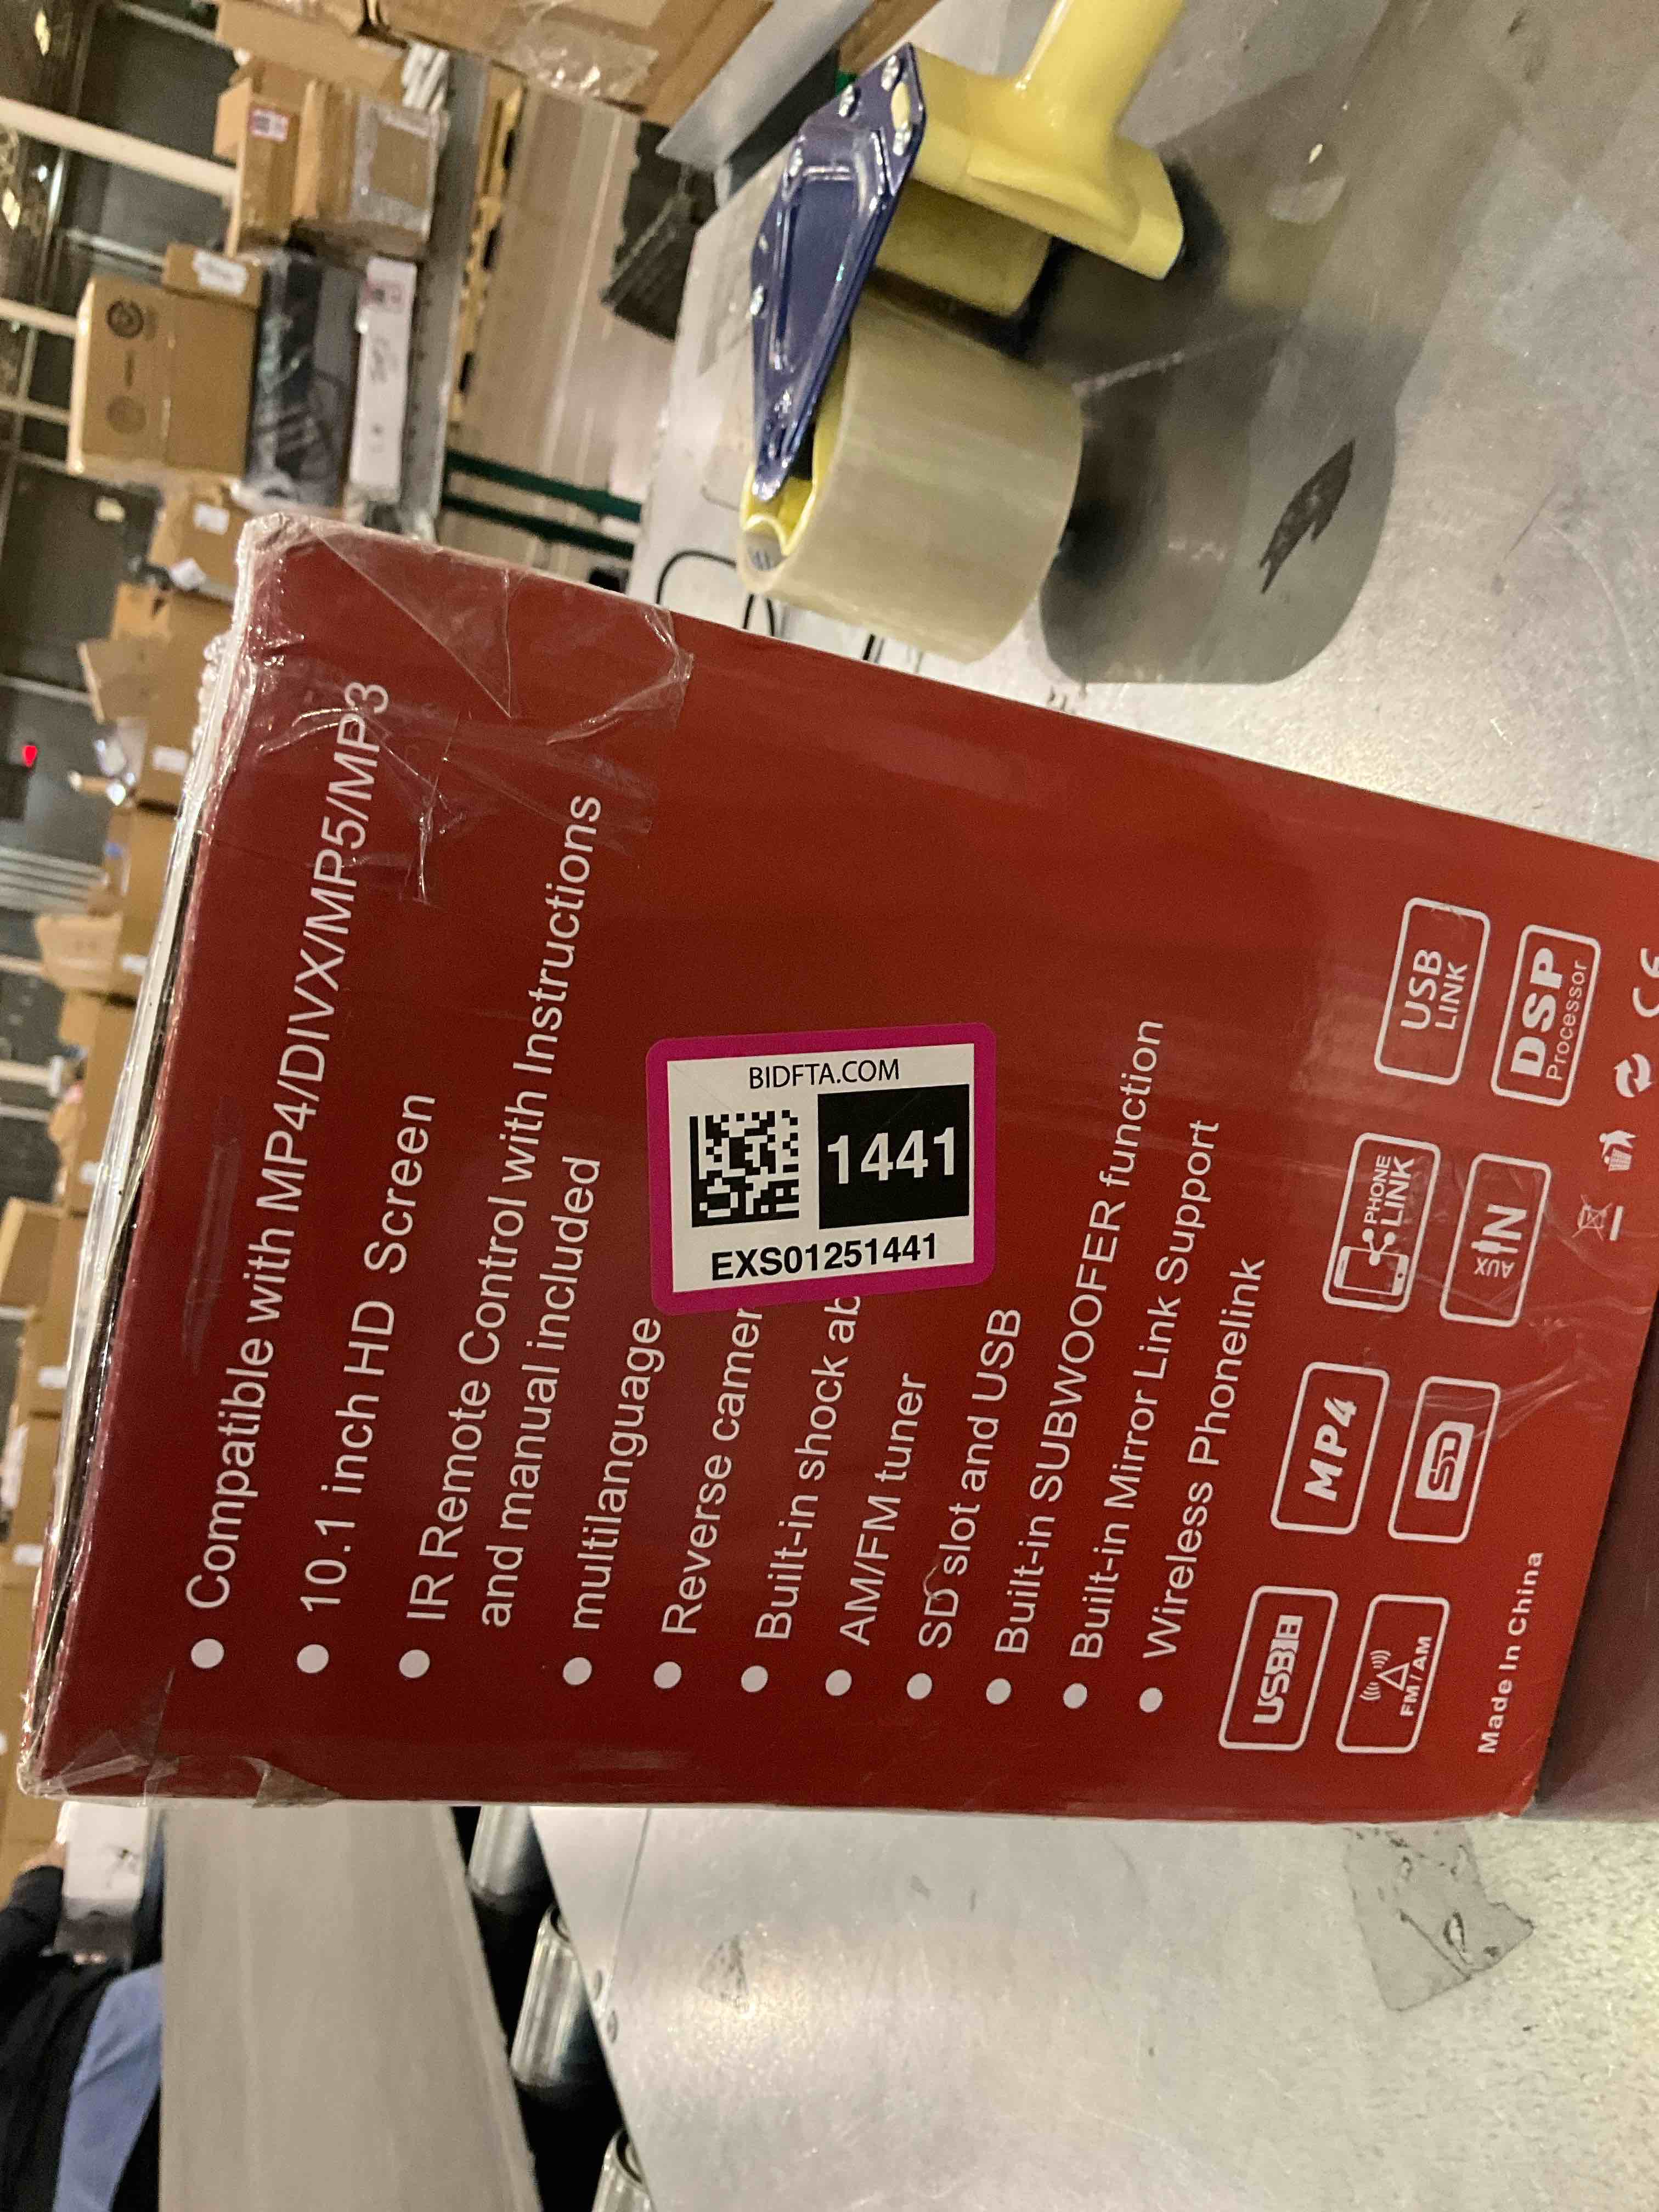 ● Compatible with MP4/DIVX/MP5/MP3
● 10.1 inch HD Screen
● IR Remote Control with Instructions
and manual included
● multilanguage
● Reverse camer
● Built-in shock ab
● AM/FM tuner
● SD slot and USB
● Built-in SUBWOOFER function
● Built-in Mirror Link Support
● Wireless Phonelink
BIDFTA.COM
1441
EXS01251441
USB
MP4
PHONE
LINK
USB
LINK
FM/AM
SD
AUX IN
DSP
Processor
Made In China
CE